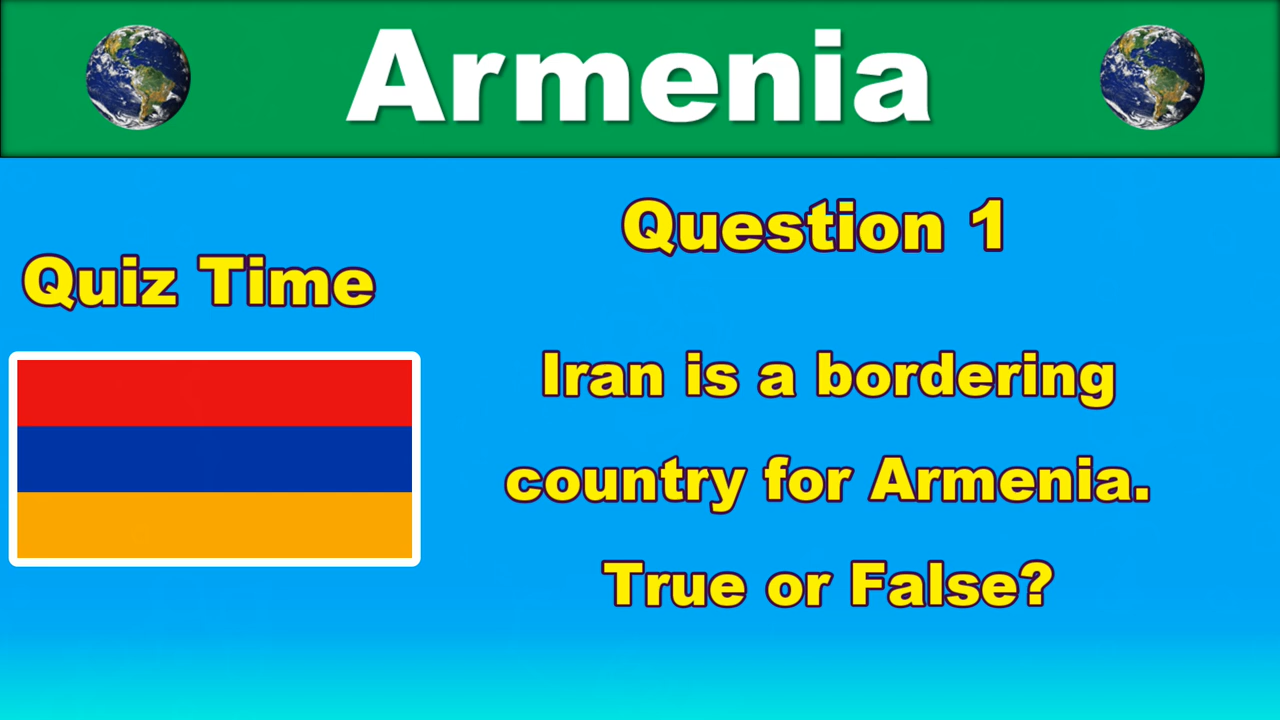 Armenia
Quiz Time
Question 1
Iran is a bordering
country for Armenia.
True or False?